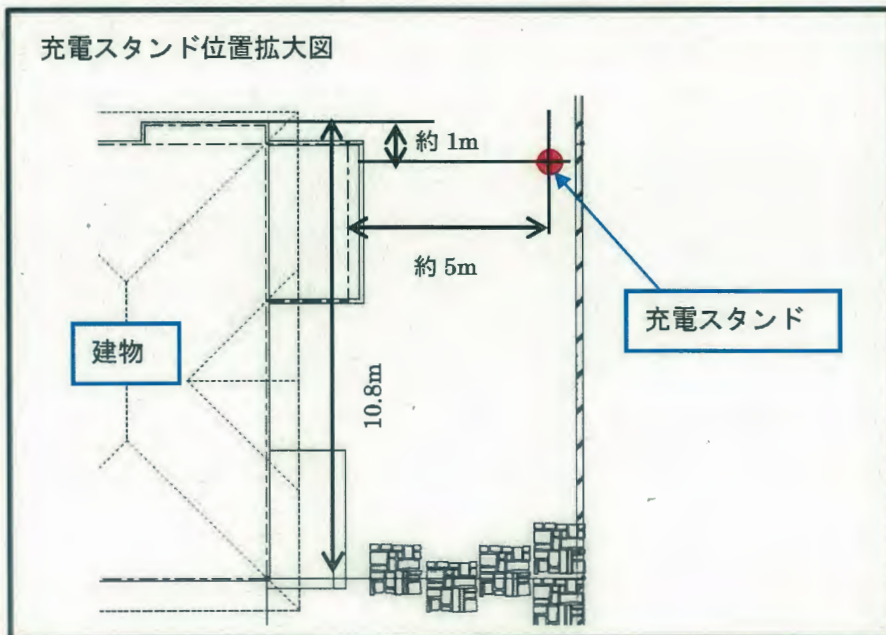 充電スタンド位置拡大図
約 1m
約 5m
充電スタンド
建物
10.8m